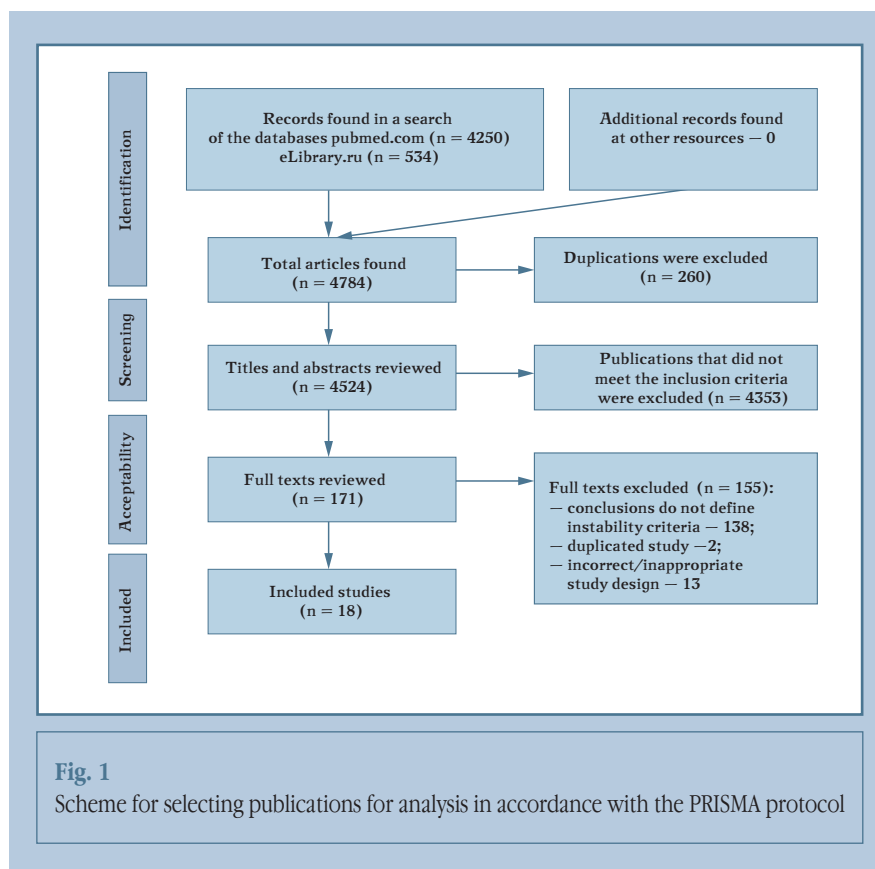 Identification
Records found in a search
of the databases pubmed.com (n = 4250)
eLibrary.ru (n = 534)
Additional records found
at other resources – 0
Total articles found
(n = 4784)
Duplications were excluded
(n = 260)
Screening
Titles and abstracts reviewed
(n = 4524)
Publications that did not
meet the inclusion criteria
were excluded (n = 4353)
Acceptability
Full texts reviewed
(n = 171)
Full texts excluded (n = 155):
– conclusions do not define
instability criteria – 138;
– duplicated study –2;
– incorrect/inappropriate
study design – 13
Included
Included studies
(n = 18)
Fig. 1
Scheme for selecting publications for analysis in accordance with the PRISMA protocol